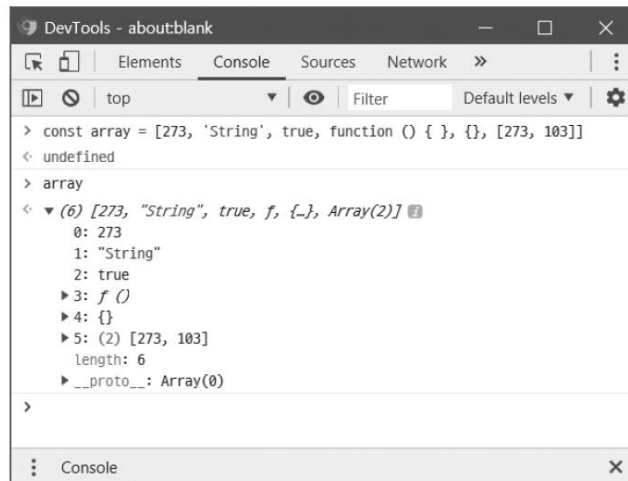 DevTools - about:blank
Elements Console Sources Network »
top ▼ Filter Default levels ▼
> const array = [273, 'String', true, function () { }, {}, [273, 103]]
< undefined
> array
< ▼ (6) [273, "String", true, ƒ, {…}, Array(2)] i
0: 273
1: "String"
2: true
▶ 3: ƒ ()
▶ 4: {}
▶ 5: (2) [273, 103]
length: 6
▶ __proto__: Array(0)
>
Console